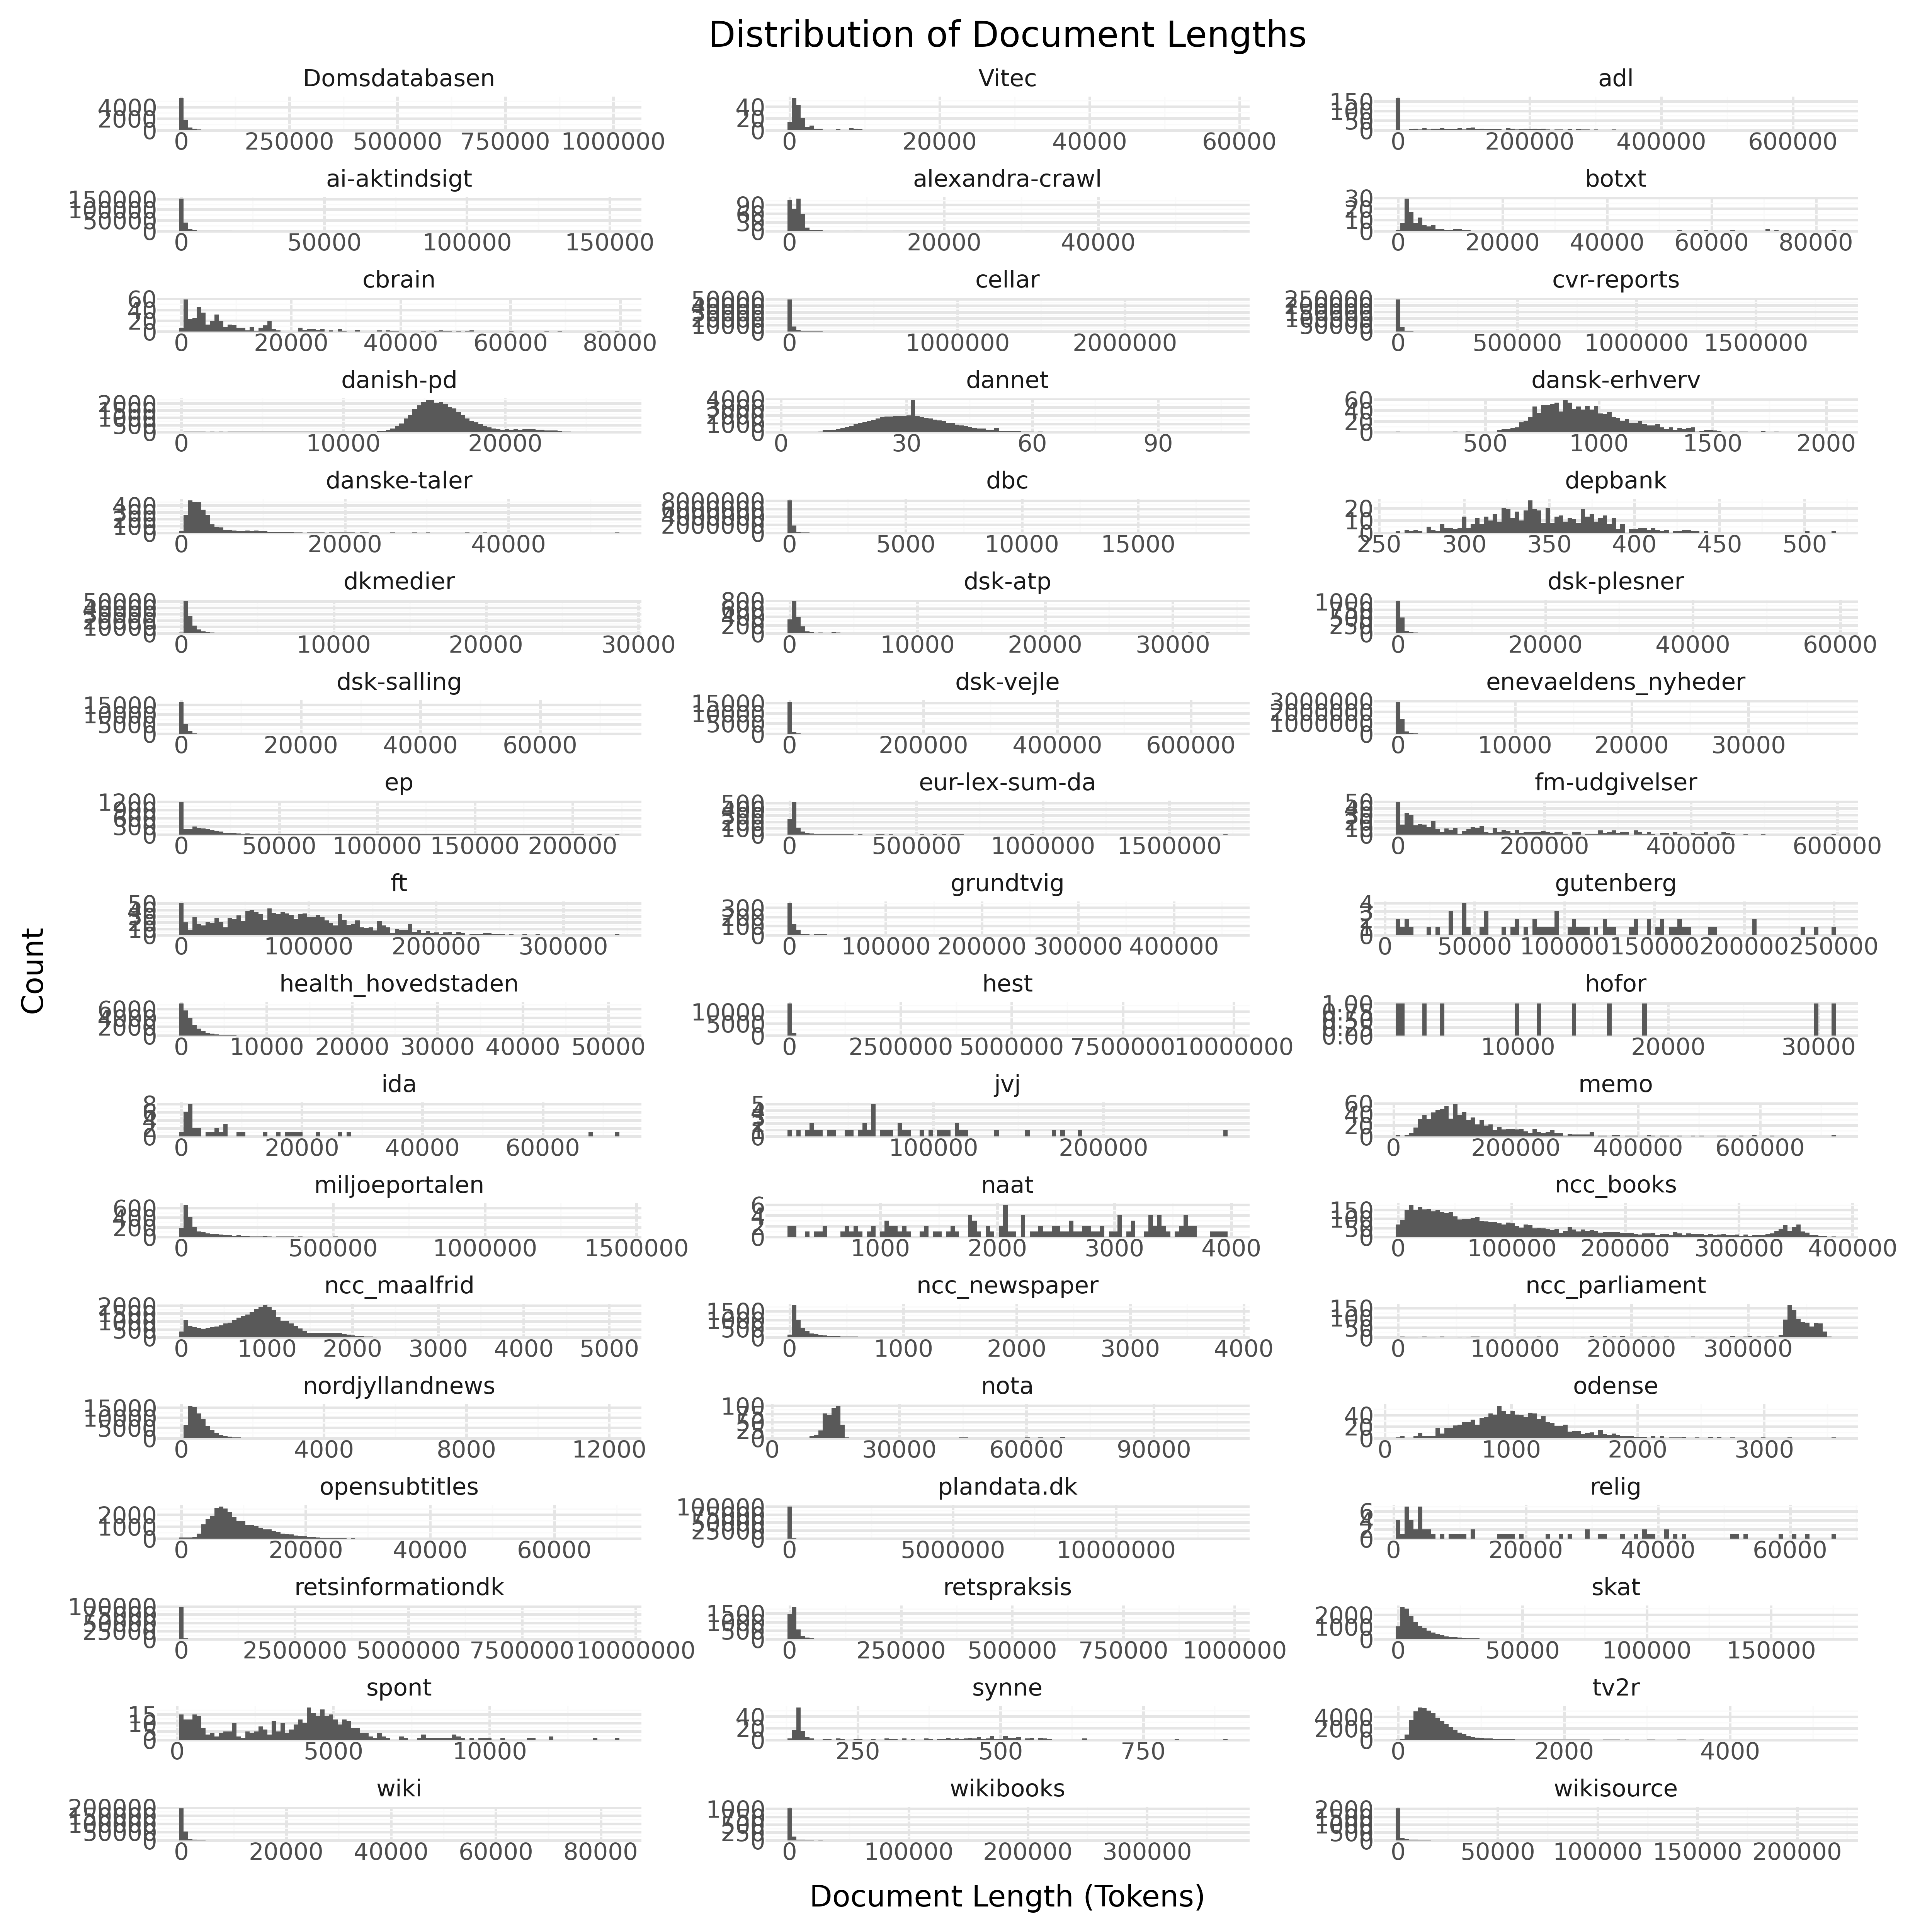 Distribution of Document Lengths
Domsdatabasen
4000
2000
0
0 250000 500000 750000 1000000
Vitec
40
20
0
0 20000 40000 60000
adl
150
100
50
0
0 200000 400000 600000
ai-aktindsigt
150000
100000
50000
0
0 50000 100000 150000
alexandra-crawl
90
60
30
0
0 20000 40000
botxt
30
20
10
0
0 20000 40000 60000 80000
cbrain
60
40
20
0
0 20000 40000 60000 80000
cellar
50000
10000
0
0 1000000 2000000
cvr-reports
250000
50000
0
0 500000 1000000 1500000
danish-pd
2000
1500
1000
500
0
0 10000 20000
dannet
4000
3000
2000
1000
0
0 30 60 90
dansk-erhverv
60
40
20
0
500 1000 1500 2000
danske-taler
400
300
200
100
0
0 20000 40000
dbc
8000000
6000000
4000000
2000000
0
0 5000 10000 15000
depbank
20
10
0
250 300 350 400 450 500
dkmedier
50000
10000
0
0 10000 20000 30000
dsk-atp
800
600
400
200
0
0 10000 20000 30000
dsk-plesner
1000
750
500
250
0
0 20000 40000 60000
dsk-salling
15000
10000
5000
0
0 20000 40000 60000
dsk-vejle
15000
10000
5000
0
0 200000 400000 600000
enevaeldens_nyheder
3000000
2000000
1000000
0
0 10000 20000 30000
ep
1200
900
600
300
0
0 50000 100000 150000 200000
eur-lex-sum-da
500
100
0
0 500000 1000000 1500000
fm-udgivelser
50
10
0
0 200000 400000 600000
ft
50
10
0
0 100000 200000 300000
grundtvig
300
200
100
0
0 100000 200000 300000 400000
gutenberg
4
3
2
1
0
0 50000 100000 150000 200000 250000
health_hovedstaden
6000
4000
2000
0
0 10000 20000 30000 40000 50000
hest
10000
5000
0
0 2500000 5000000 7500000 10000000
hofor
1.00
0.75
0.50
0.25
0.00
10000 20000 30000
ida
8
6
4
2
0
0 20000 40000 60000
jvj
5
4
3
2
1
0
100000 200000
memo
60
40
20
0
0 200000 400000 600000
miljoeportalen
600
400
200
0
0 500000 1000000 1500000
naat
6
4
2
0
1000 2000 3000 4000
ncc_books
150
100
50
0
0 100000 200000 300000 400000
ncc_maalfrid
2000
1500
1000
500
0
0 1000 2000 3000 4000 5000
ncc_newspaper
1500
1000
500
0
0 1000 2000 3000 4000
ncc_parliament
150
100
50
0
0 100000 200000 300000
nordjyllandnews
15000
10000
5000
0
0 4000 8000 12000
nota
100
75
50
25
0
0 30000 60000 90000
odense
40
20
0
0 1000 2000 3000
opensubtitles
2000
1000
0
0 20000 40000 60000
plandata.dk
100000
75000
50000
25000
0
0 5000000 10000000
relig
6
4
2
0
0 20000 40000 60000
retsinformationdk
100000
75000
50000
25000
0
0 2500000 5000000 7500000 10000000
retspraksis
1500
1000
500
0
0 250000 500000 750000 1000000
skat
2000
1000
0
0 50000 100000 150000
spont
15
10
5
0
0 5000 10000
synne
40
20
0
250 500 750
tv2r
4000
2000
0
0 2000 4000
wiki
200000
150000
100000
50000
0
0 20000 40000 60000 80000
wikibooks
1000
750
500
250
0
0 100000 200000 300000
wikisource
2000
1500
1000
500
0
0 50000 100000 150000 200000
Count
Document Length (Tokens)